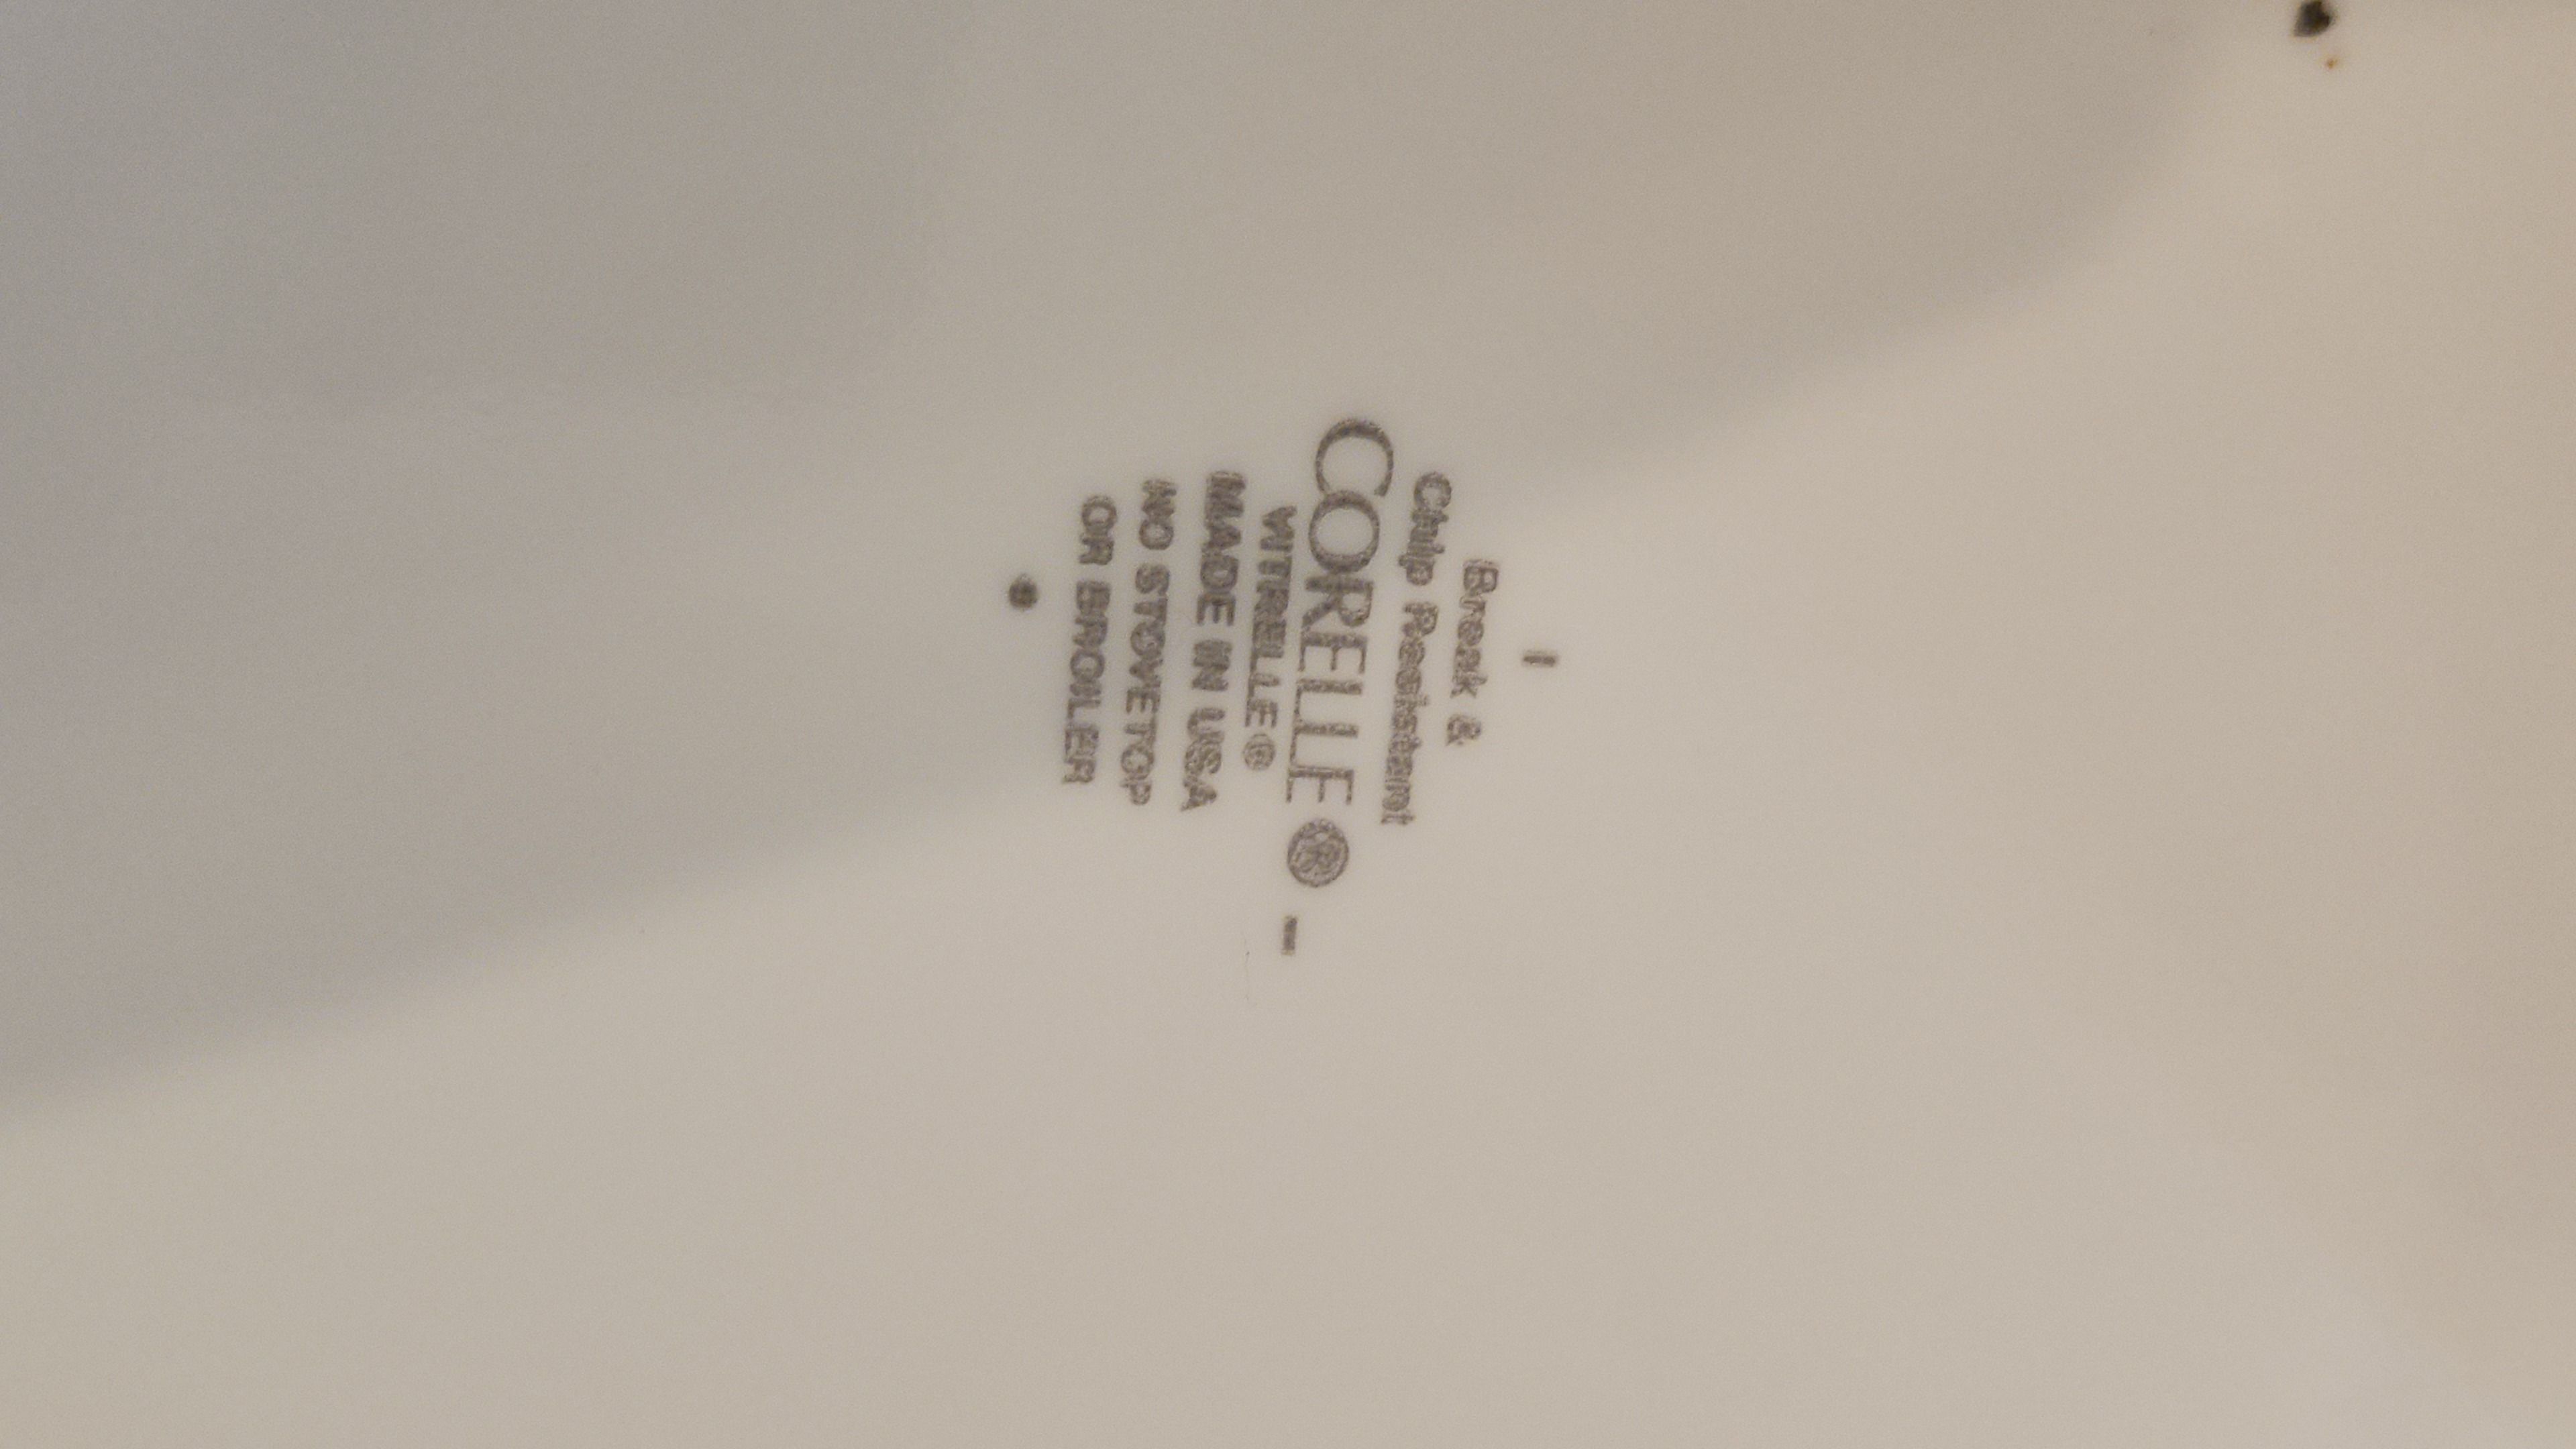 Break &
Chip Resistant
CORELLE ®
VITRELLE ®
MADE IN USA
NO STOVETOP
OR BROILER